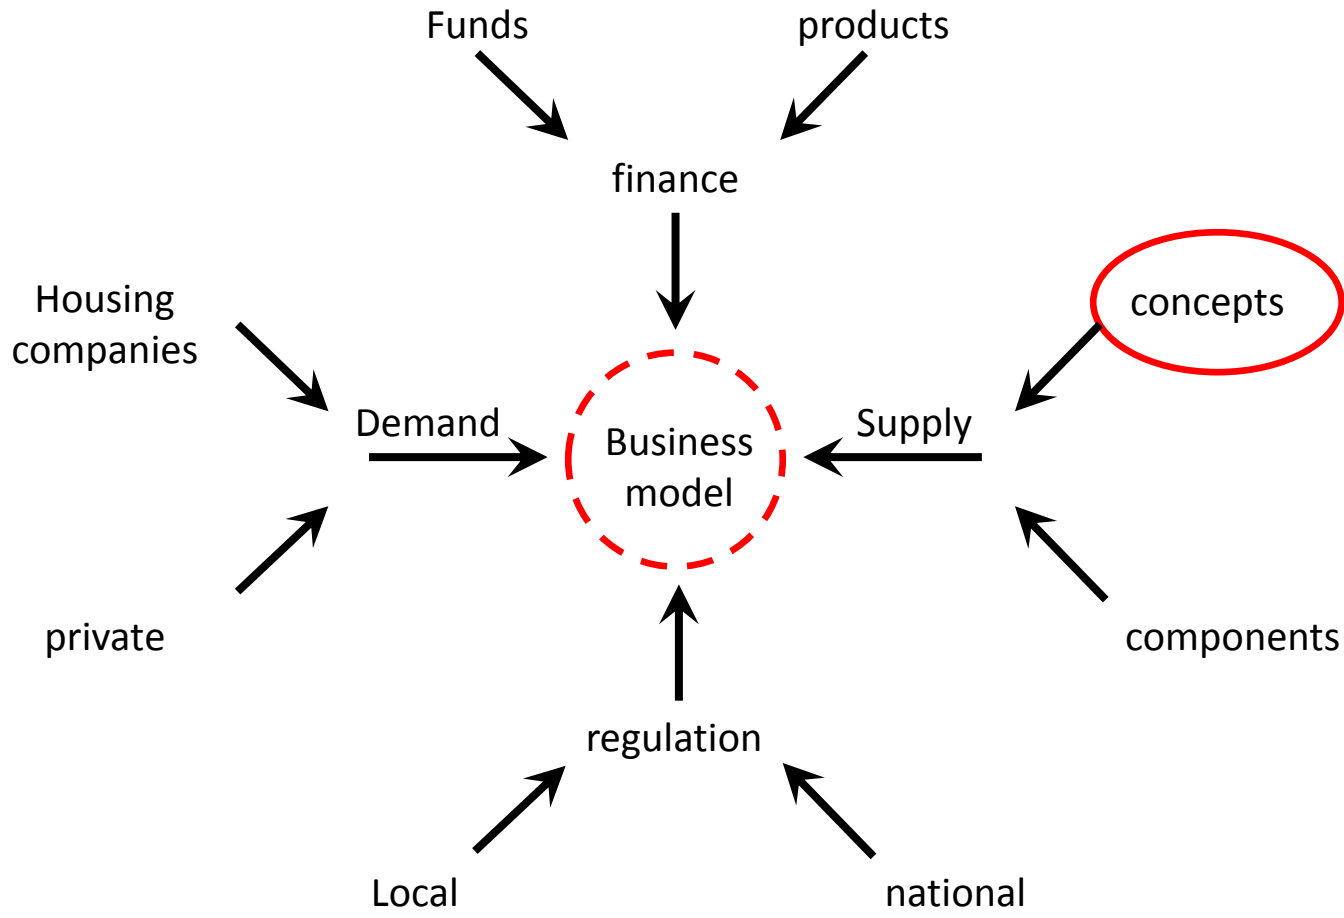 Funds
products
finance
Housing
companies
concepts
Demand
Supply
Business
model
private
components
regulation
Local
national